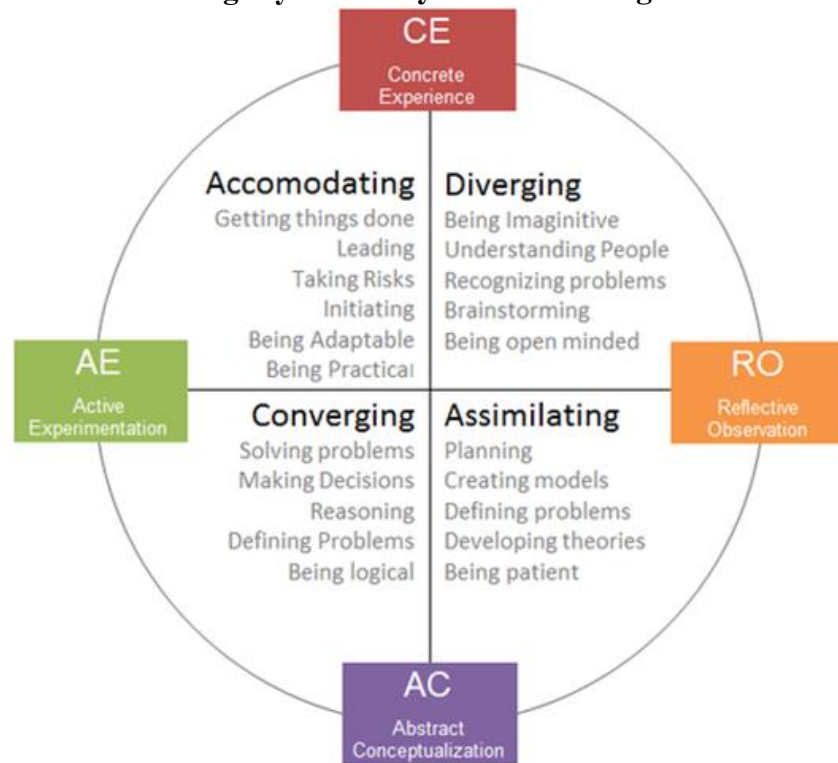 CE
Concrete
Experience
Accomodating
Getting things done
Leading
Taking Risks
Initiating
Being Adaptable
Being Practical
Diverging
Being Imaginitive
Understanding People
Recognizing problems
Brainstorming
Being open minded
AE
Active
Experimentation
RO
Reflective
Observation
Converging
Solving problems
Making Decisions
Reasoning
Defining Problems
Being logical
Assimilating
Planning
Creating models
Defining problems
Developing theories
Being patient
AC
Abstract
Conceptualization